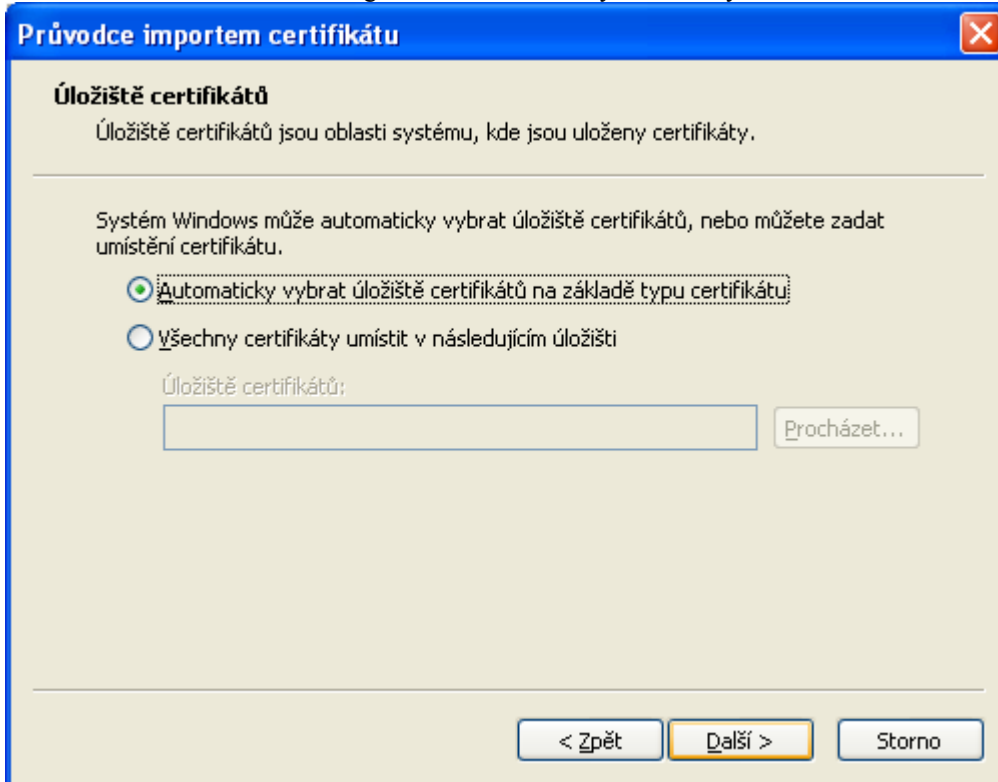 Průvodce importem certifikátu
Úložiště certifikátů
Úložiště certifikátů jsou oblasti systému, kde jsou uloženy certifikáty.
Systém Windows může automaticky vybrat úložiště certifikátů, nebo můžete zadat
umístění certifikátu.
Automaticky vybrat úložiště certifikátů na základě typu certifikátu
Všechny certifikáty umístit v následujícím úložišti
Úložiště certifikátů:
Procházet...
< Zpět
Další >
Storno